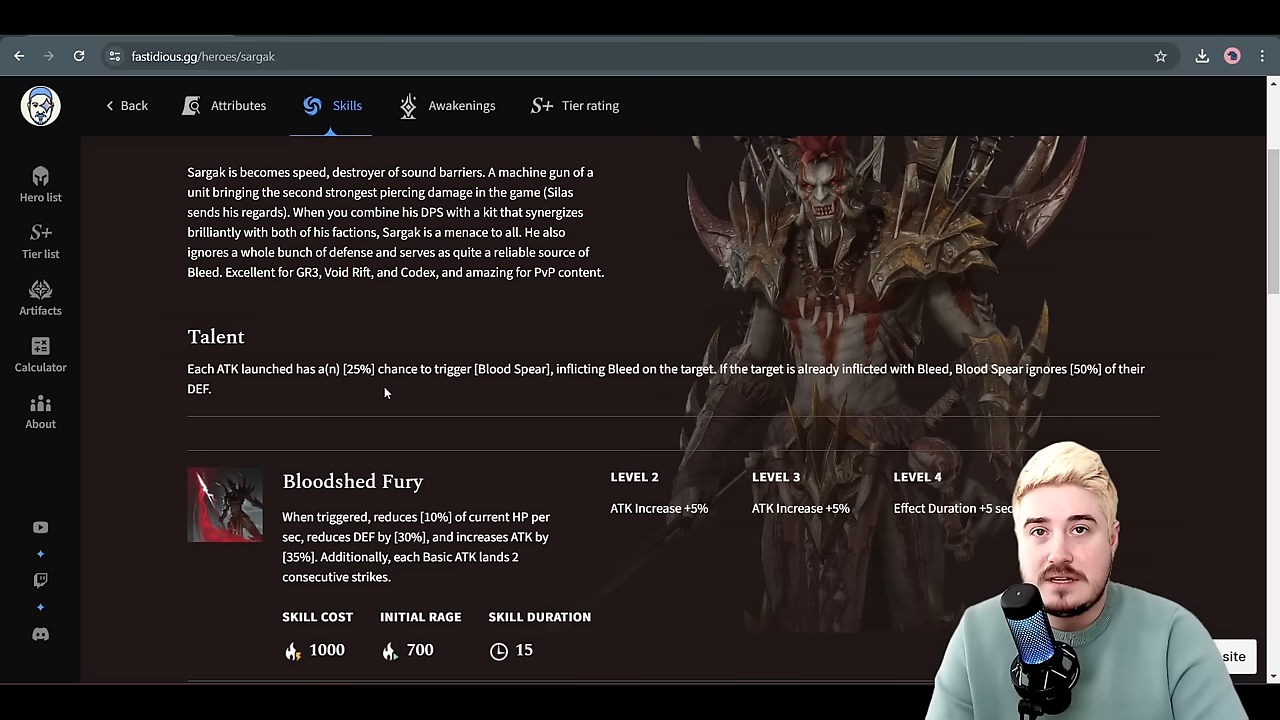 fastidious.gg/heroes/sargak
Back
Attributes
Skills
S+ Tier rating
Awakenings
Hero list
S+
Tier list
Artifacts
Calculator
About
Sargak is becomes speed, destroyer of sound barriers. A machine gun of a
unit bringing the second strongest piercing damage in the game (Silas
sends his regards). When you combine his DPS with a kit that synergizes
brilliantly with both of his factions, Sargak is a menace to all. He also
ignores a whole bunch of defense and serves as quite a reliable source of
Bleed. Excellent for GR3, Void Rift, and Codex, and amazing for PvP content.
Talent
Each ATK launched has a(n) [25%] chance to trigger [Blood Spear], inflicting Bleed on the target. If the target is already inflicted with Bleed, Blood Spear ignores [50%] of their
DEF.
Bloodshed Fury
When triggered, reduces [10%] of current HP per
sec, reduces DEF by [30%], and increases ATK by
[35%]. Additionally, each Basic ATK lands 2
consecutive strikes.
SKILL COST
1000
INITIAL RAGE
700
SKILL DURATION
15
LEVEL 2
ATK Increase +5%
LEVEL 3
ATK Increase +5%
LEVEL 4
Effect Duration +5 sec
site